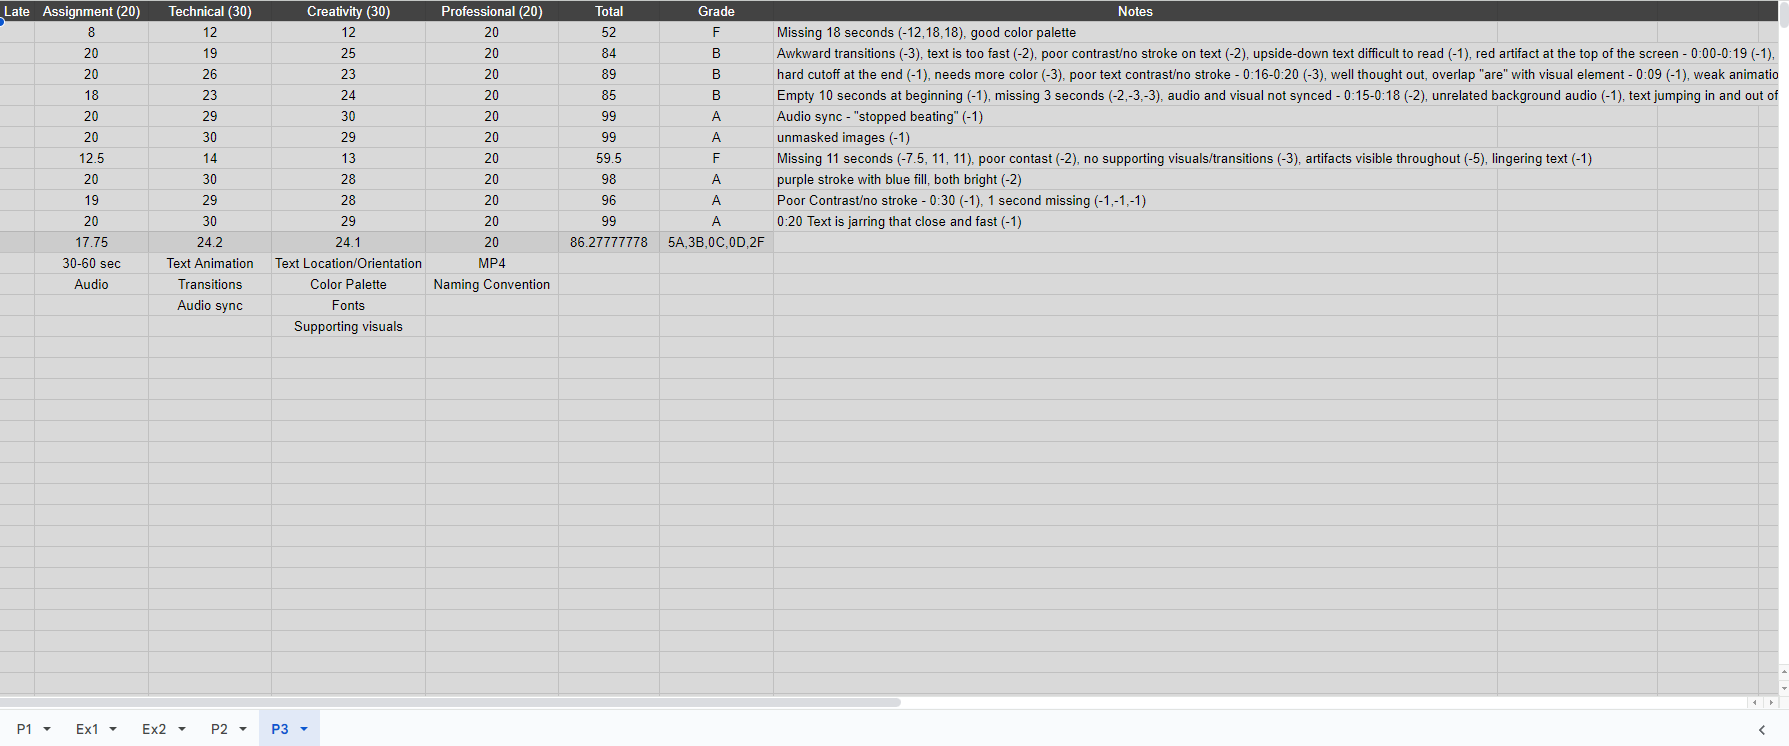 Late Assignment (20) Technical (30) Creativity (30) Professional (20) Total Grade Notes
8 12 12 20 52 F Missing 18 seconds (-12,18,18), good color palette
20 19 25 20 84 B Awkward transitions (-3), text is too fast (-2), poor contrast/no stroke on text (-2), upside-down text difficult to read (-1), red artifact at the top of the screen - 0:00-0:19 (-1),
20 26 23 20 89 B hard cutoff at the end (-1), needs more color (-3), poor text contrast/no stroke - 0:16-0:20 (-3), well thought out, overlap "are" with visual element - 0:09 (-1), weak animatio
18 23 24 20 85 B Empty 10 seconds at beginning (-1), missing 3 seconds (-2,-3,-3), audio and visual not synced - 0:15-0:18 (-2), unrelated background audio (-1), text jumping in and out of
20 29 30 20 99 A Audio sync - "stopped beating" (-1)
20 30 29 20 99 A unmasked images (-1)
12.5 14 13 20 59.5 F Missing 11 seconds (-7.5, 11, 11), poor contast (-2), no supporting visuals/transitions (-3), artifacts visible throughout (-5), lingering text (-1)
20 30 28 20 98 A purple stroke with blue fill, both bright (-2)
19 29 28 20 96 A Poor Contrast/no stroke - 0:30 (-1), 1 second missing (-1,-1,-1)
20 30 29 20 99 A 0:20 Text is jarring that close and fast (-1)
17.75 24.2 24.1 20 86.27777778 5A,3B,0C,0D,2F
30-60 sec Text Animation Text Location/Orientation MP4
Audio Transitions Color Palette Naming Convention
Audio sync Fonts
Supporting visuals
P1 Ex1 Ex2 P2 P3